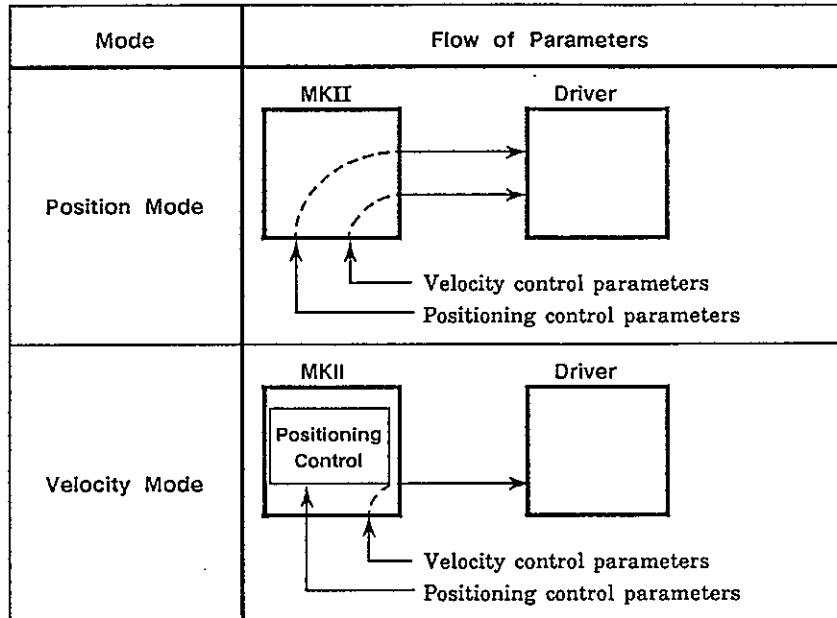 Mode
Flow of Parameters
MKII
Driver
Position Mode
Velocity control parameters
Positioning control parameters
MKII
Driver
Positioning
Control
Velocity Mode
Velocity control parameters
Positioning control parameters